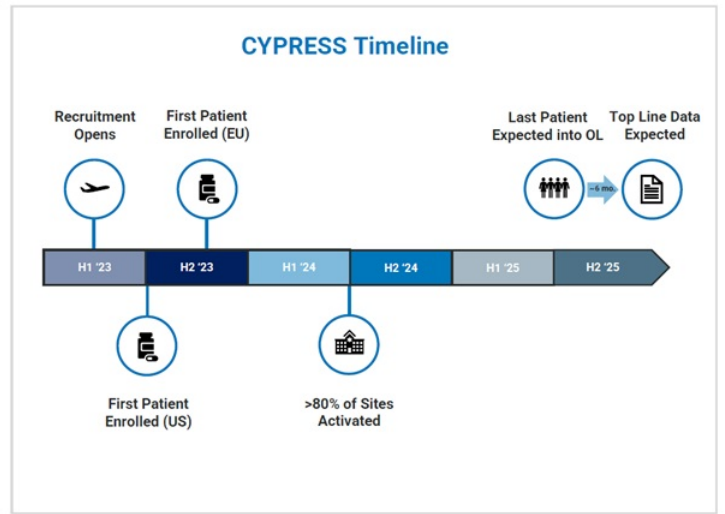 CYPRESS Timeline
Recruitment
Opens
First Patient
Enrolled (EU)
Last Patient
Expected into OL
Top Line Data
Expected
~6 mo.
H1 '23
H2 '23
H1 '24
H2 '24
H1 '25
H2 '25
First Patient
Enrolled (US)
>80% of Sites
Activated